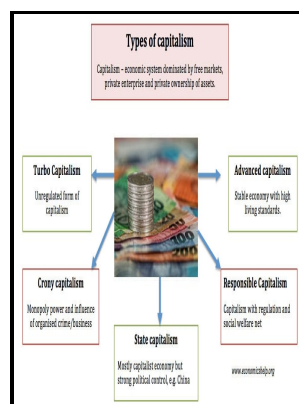 Types of capitalism
Capitalism – economic system dominated by free markets,
private enterprise and private ownership of assets.
Turbo Capitalism
Unregulated form of
capitalism
Advanced capitalism
Stable economy with high
living standards.
Crony capitalism
Monopoly power and influence
of organised crime/business
Responsible Capitalism
Capitalism with regulation and
social welfare net
State capitalism
Mostly capitalist economy but
strong political control, e.g. China
www.economicshelp.org